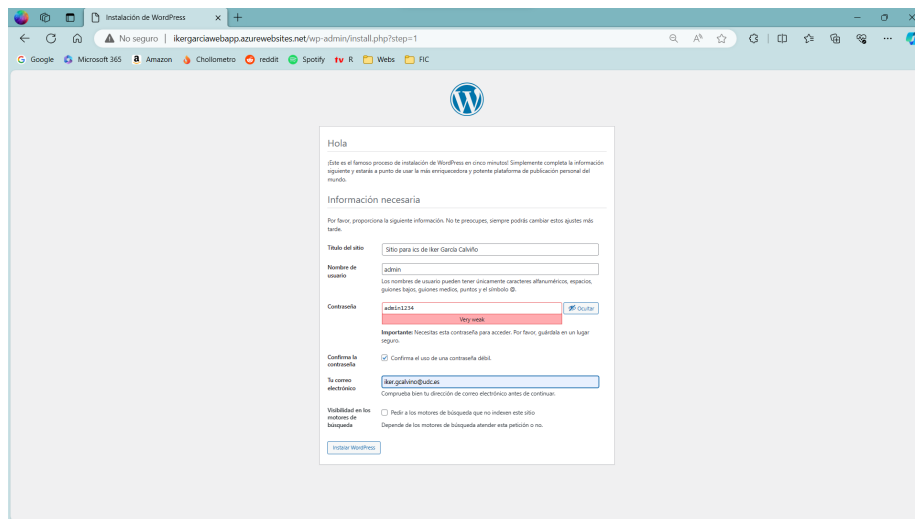 Instalación de WordPress
No seguro | ikergarciawebapp.azurewebsites.net/wp-admin/install.php?step=1
Google Microsoft 365 Amazon Chollometro reddit Spotify tv R Webs FIC
Hola
¡Este es el famoso proceso de instalación de WordPress en cinco minutos! Simplemente completa la información
siguiente y estarás a punto de usar la más enriquecedora y potente plataforma de publicación personal del
mundo.
Información necesaria
Por favor, proporciona la siguiente información. No te preocupes, siempre podrás cambiar estos ajustes más
tarde.
Título del sitio
Sitio para ics de Iker García Calviño
Nombre de
usuario
admin
Los nombres de usuario pueden tener únicamente caracteres alfanuméricos, espacios,
guiones bajos, guiones medios, puntos y el símbolo @.
Contraseña
admin1234
Ocultar
Very weak
Importante: Necesitas esta contraseña para acceder. Por favor, guárdala en un lugar
seguro.
Confirma la
contraseña
Confirma el uso de una contraseña débil.
Tu correo
electrónico
iker.gcalvino@udc.es
Comprueba bien tu dirección de correo electrónico antes de continuar.
Visibilidad en los
motores de
búsqueda
Pedir a los motores de búsqueda que no indexen este sitio
Depende de los motores de búsqueda atender esta petición o no.
Instalar WordPress